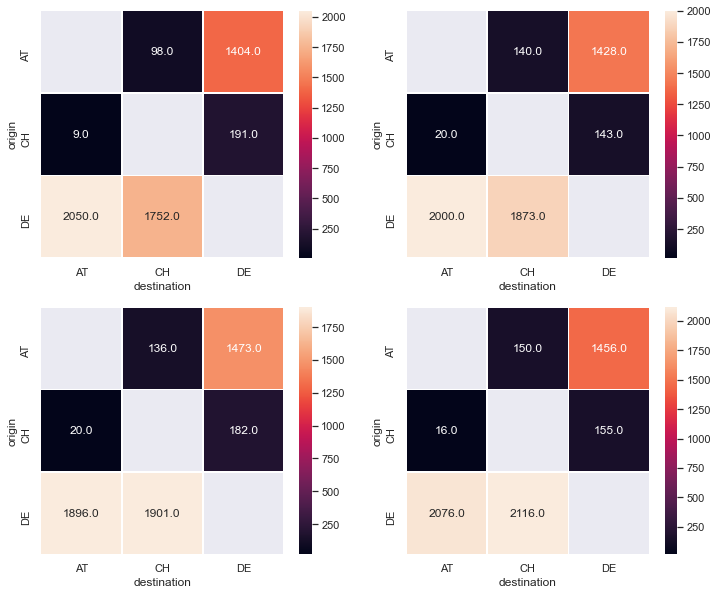 98.0 1404.0
9.0 191.0
2050.0 1752.0
AT CH DE
destination
AT
CH
DE
origin
2000
1750
1500
1250
1000
750
500
250
140.0 1428.0
20.0 143.0
2000.0 1873.0
AT CH DE
destination
AT
CH
DE
origin
2000
1750
1500
1250
1000
750
500
250
136.0 1473.0
20.0 182.0
1896.0 1901.0
AT CH DE
destination
AT
CH
DE
origin
1750
1500
1250
1000
750
500
250
150.0 1456.0
16.0 155.0
2076.0 2116.0
AT CH DE
destination
AT
CH
DE
origin
2000
1750
1500
1250
1000
750
500
250